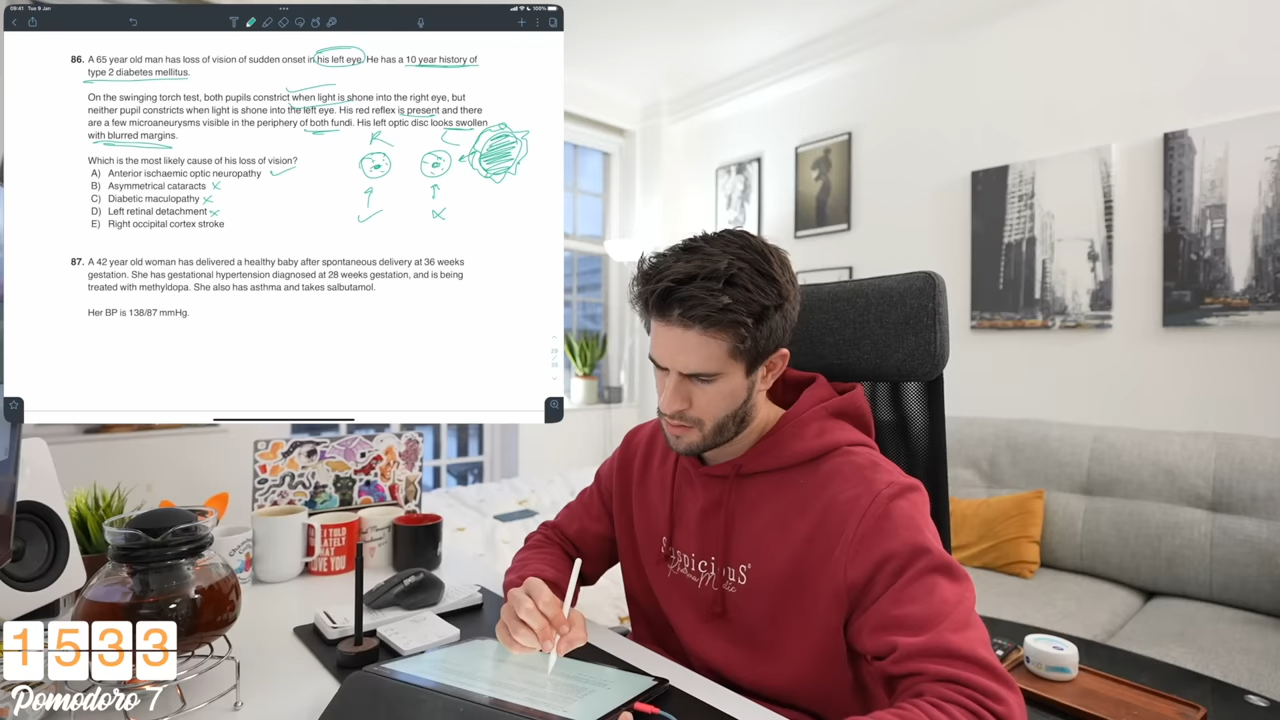 09:41 Tue 9 Jan
100%
86. A 65 year old man has loss of vision of sudden onset in his left eye. He has a 10 year history of
type 2 diabetes mellitus.
On the swinging torch test, both pupils constrict when light is shone into the right eye, but
neither pupil constricts when light is shone into the left eye. His red reflex is present and there
are a few microaneurysms visible in the periphery of both fundi. His left optic disc looks swollen
with blurred margins.
R L
Which is the most likely cause of his loss of vision?
A) Anterior ischaemic optic neuropathy
B) Asymmetrical cataracts
C) Diabetic maculopathy
D) Left retinal detachment
E) Right occipital cortex stroke
87. A 42 year old woman has delivered a healthy baby after spontaneous delivery at 36 weeks
gestation. She has gestational hypertension diagnosed at 28 weeks gestation, and is being
treated with methyldopa. She also has asthma and takes salbutamol.
Her BP is 138/87 mmHg.
1533
Pomodoro 7